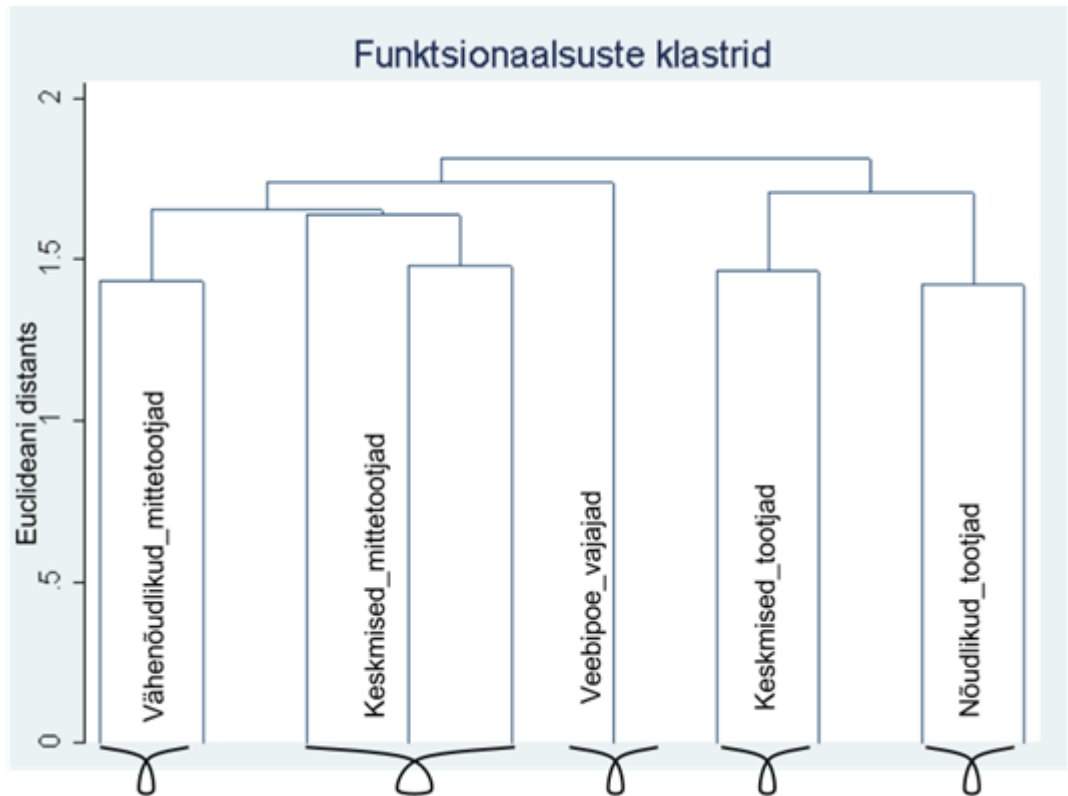 Funktsionaalsuste klastrid
Euclideani distants
2
1.5
1
.5
0
Vähenõudlikud_mittetootjad
Keskmised_mittetootjad
Veebipoe_vajajad
Keskmised_tootjad
Nõudlikud_tootjad